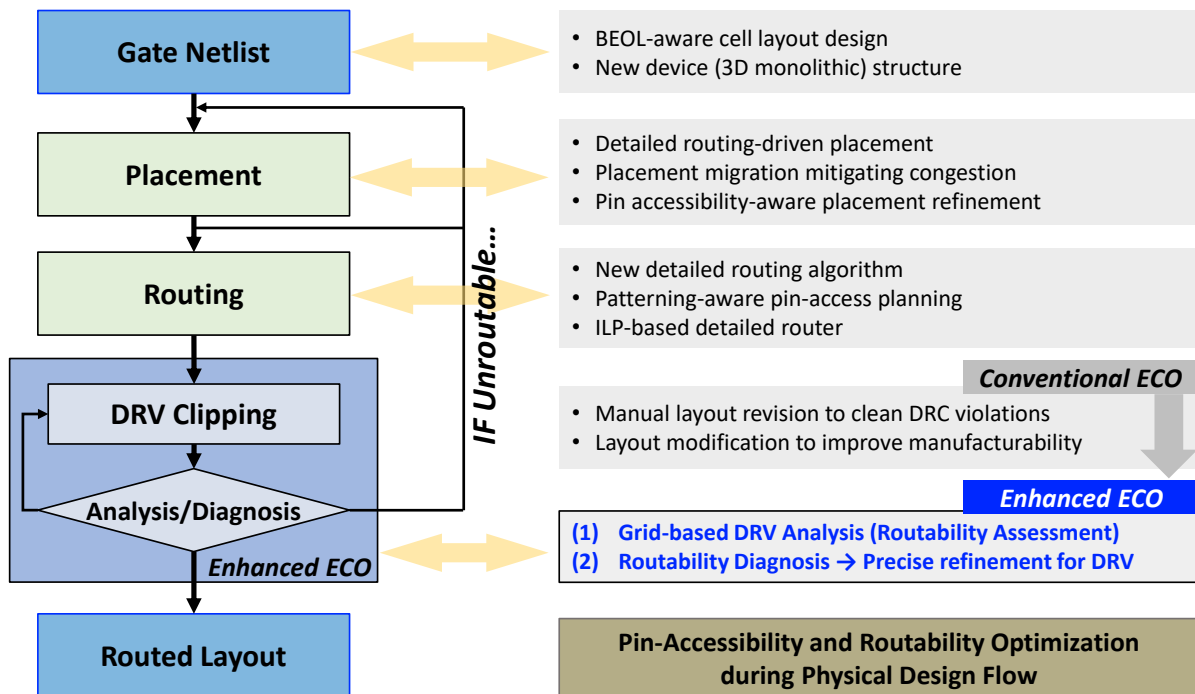 Gate Netlist
• BEOL-aware cell layout design
• New device (3D monolithic) structure
Placement
• Detailed routing-driven placement
• Placement migration mitigating congestion
• Pin accessibility-aware placement refinement
IF Unroutable...
Routing
• New detailed routing algorithm
• Patterning-aware pin-access planning
• ILP-based detailed router
Conventional ECO
DRV Clipping
• Manual layout revision to clean DRC violations
• Layout modification to improve manufacturability
Analysis/Diagnosis
Enhanced ECO
Enhanced ECO
(1) Grid-based DRV Analysis (Routability Assessment)
(2) Routability Diagnosis → Precise refinement for DRV
Routed Layout
Pin-Accessibility and Routability Optimization
during Physical Design Flow